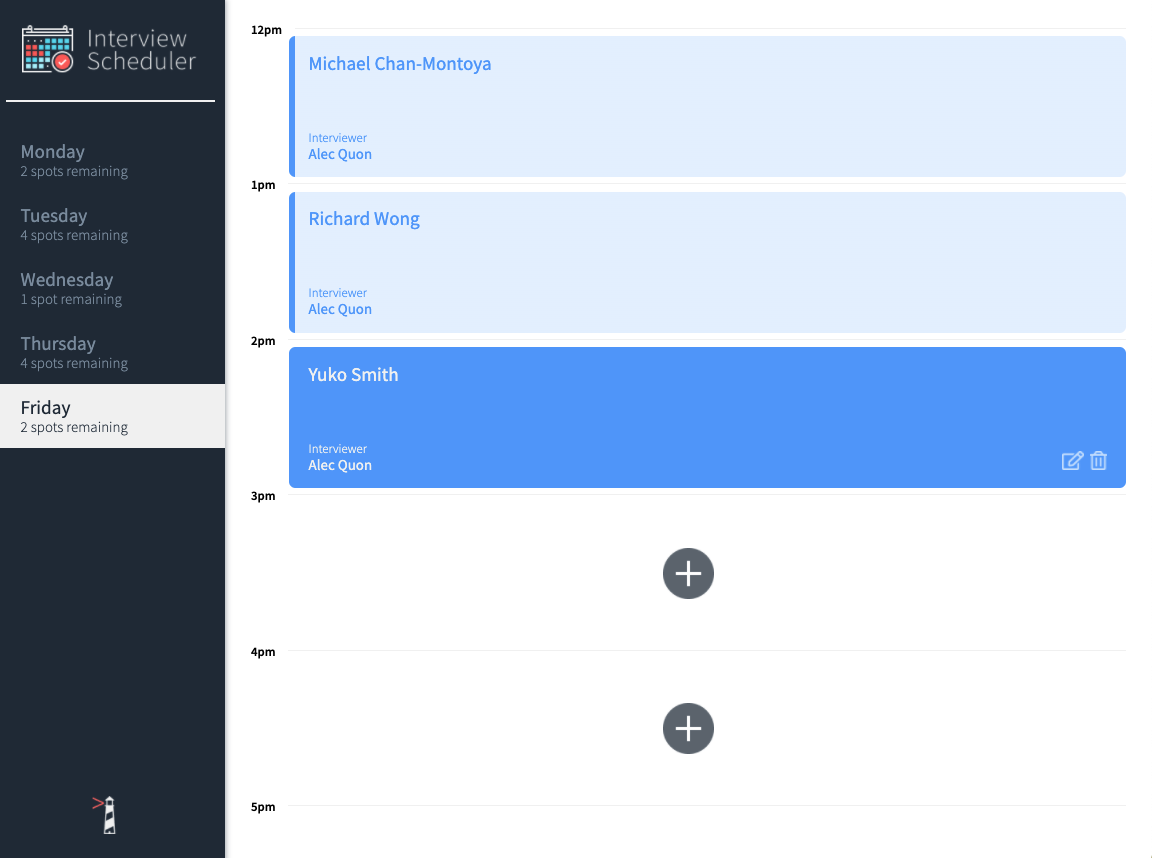 Interview
Scheduler
Monday
2 spots remaining
Tuesday
4 spots remaining
Wednesday
1 spot remaining
Thursday
4 spots remaining
Friday
2 spots remaining
12pm
Michael Chan-Montoya
Interviewer
Alec Quon
1pm
Richard Wong
Interviewer
Alec Quon
2pm
Yuko Smith
Interviewer
Alec Quon
3pm
4pm
5pm